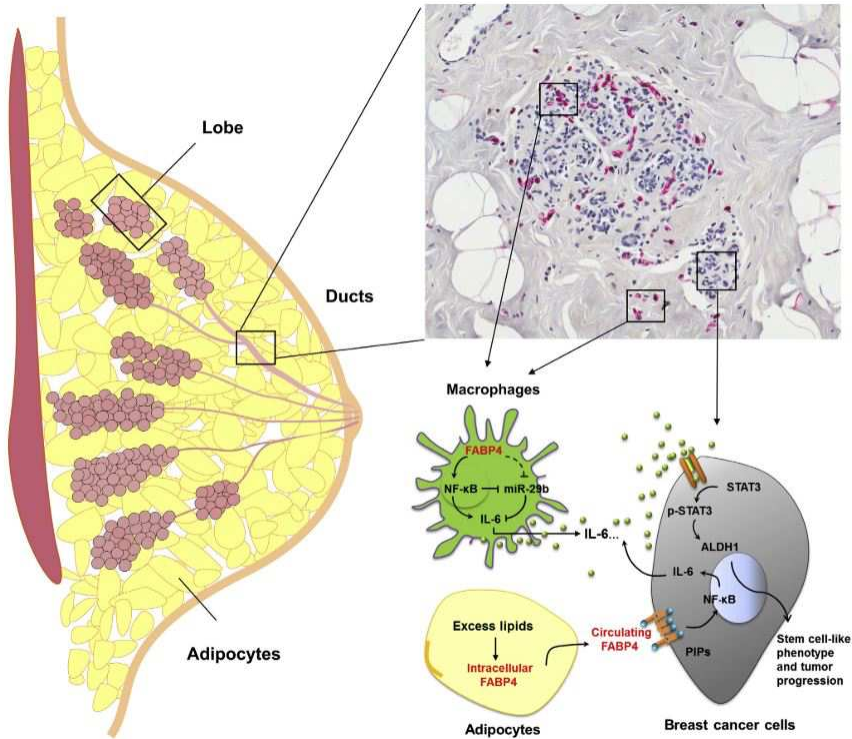 Lobe
Ducts
Adipocytes
Macrophages
FABP4
NF-κB
miR-29b
IL-6
IL-6...
STAT3
p-STAT3
ALDH1
IL-6
NF-κB
PIPs
Excess lipids
Intracellular
FABP4
Circulating
FABP4
Stem cell-like
phenotype
and tumor
progression
Adipocytes
Breast cancer cells